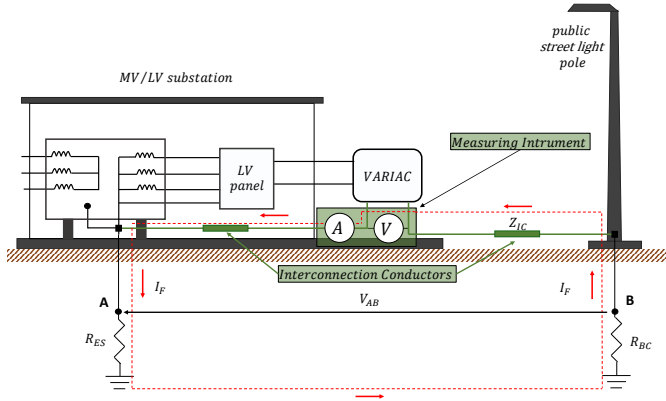 public
street light
pole
MV/LV substation
Measuring Intrument
LV
panel
VARIAC
A
V
Z_IC
Interconnection Conductors
I_F
I_F
A
V_AB
B
R_ES
R_BC